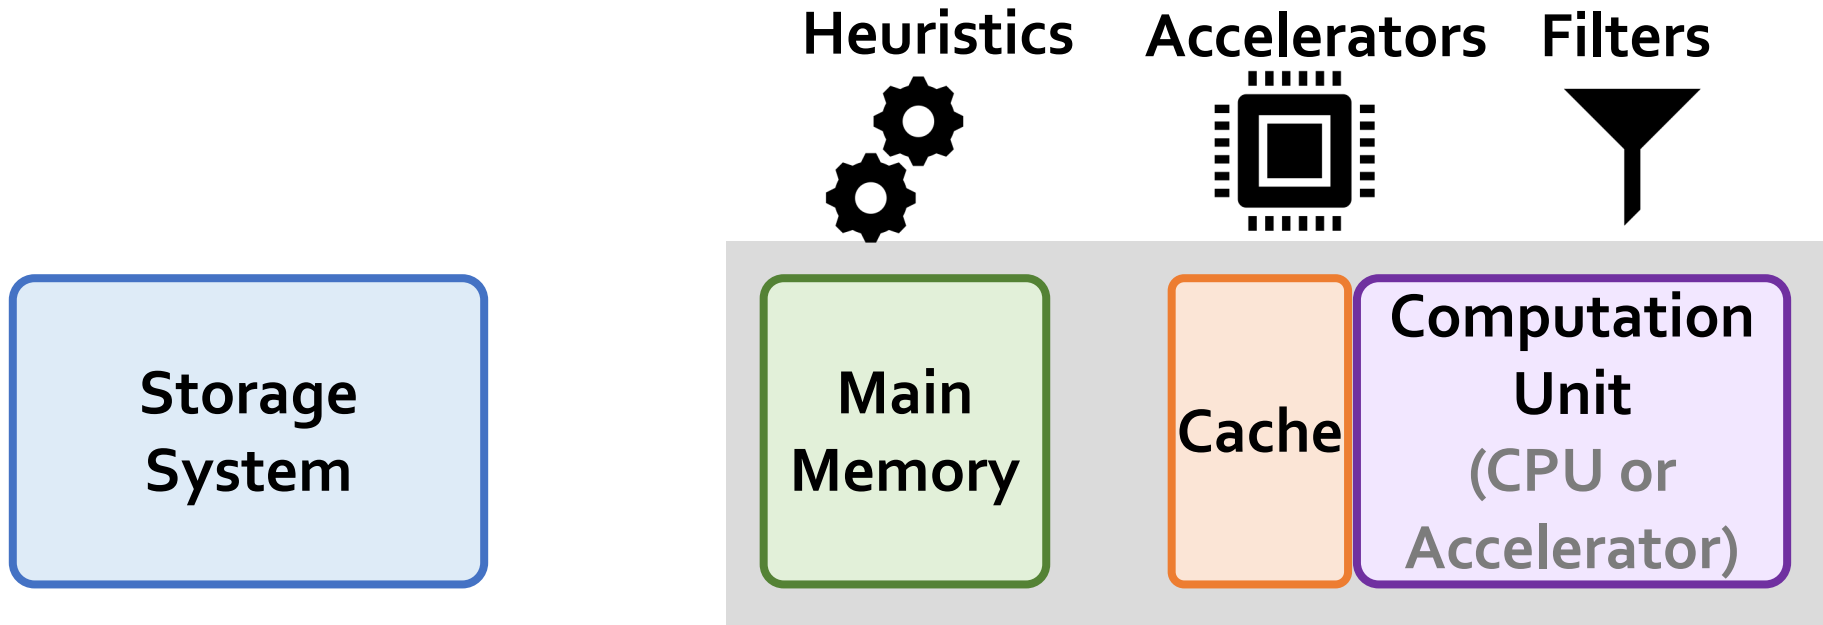 Heuristics
Accelerators
Filters
Storage
System
Main
Memory
Cache
Computation
Unit
(CPU or
Accelerator)